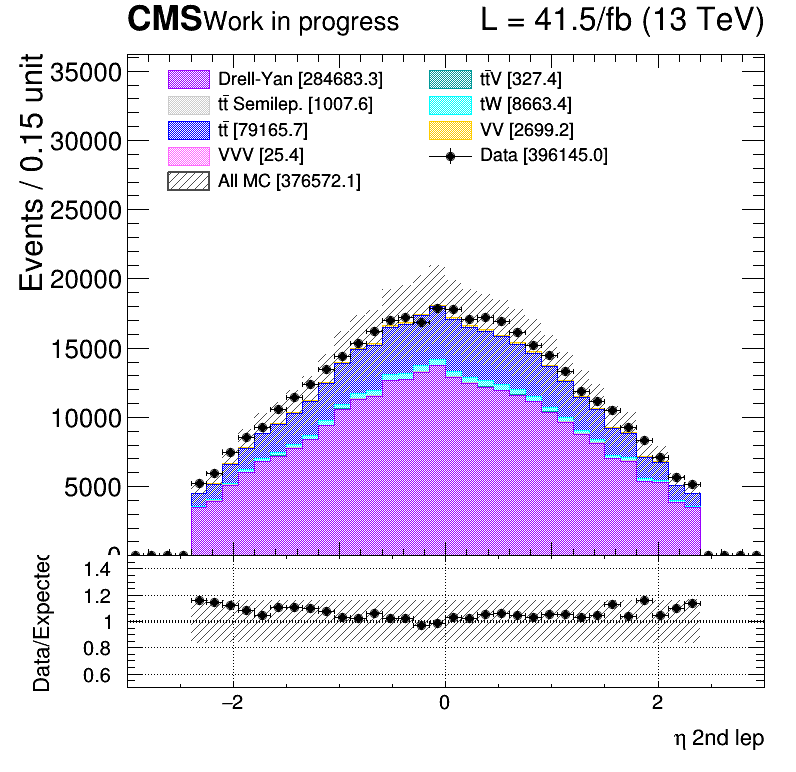 CMS Work in progress L = 41.5/fb (13 TeV)
Events / 0.15 unit
35000
30000
25000
20000
15000
10000
5000
0
Drell-Yan [284683.3]
tt̄ Semilep. [1007.6]
tt̄ [79165.7]
VVV [25.4]
All MC [376572.1]
tt̄V [327.4]
tW [8663.4]
VV [2699.2]
Data [396145.0]
Data/Expected
1.4
1.2
1
0.8
0.6
−2 0 2
η 2nd lep